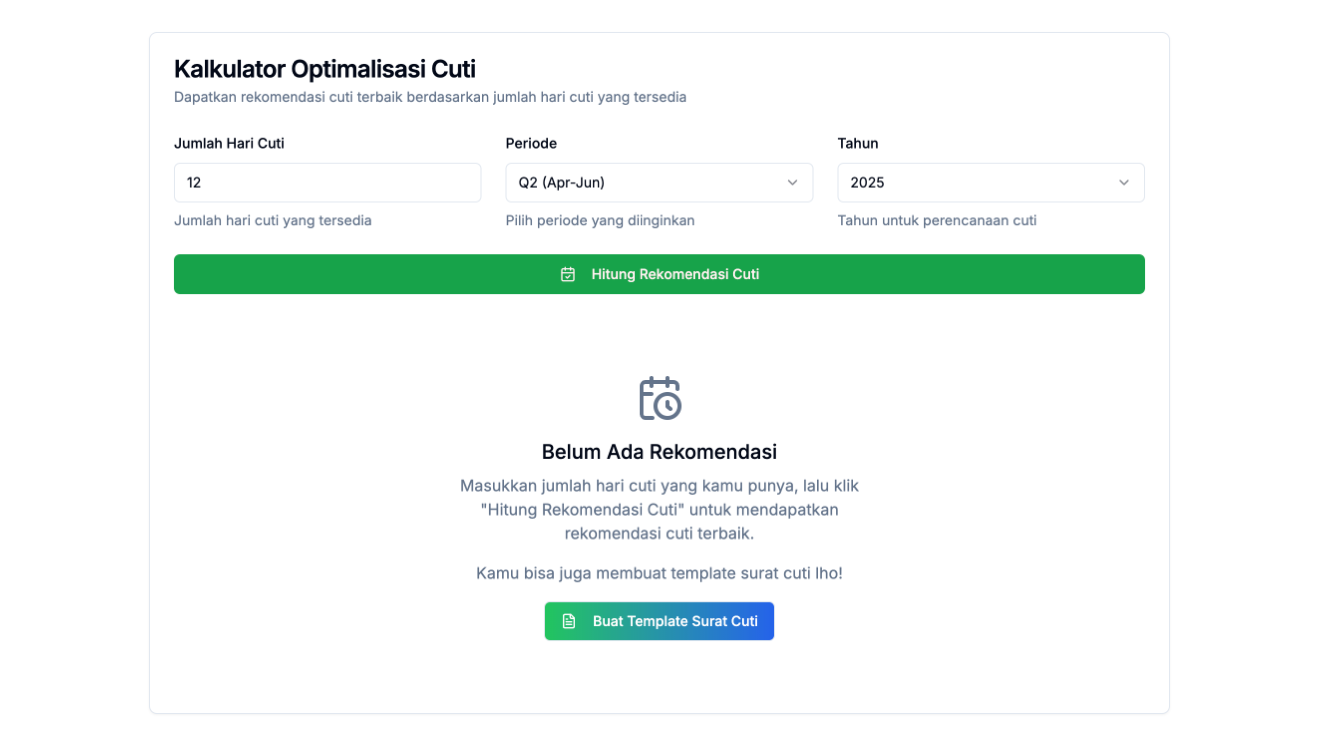 Kalkulator Optimalisasi Cuti
Dapatkan rekomendasi cuti terbaik berdasarkan jumlah hari cuti yang tersedia
Jumlah Hari Cuti
12
Jumlah hari cuti yang tersedia
Periode
Q2 (Apr-Jun)
Pilih periode yang diinginkan
Tahun
2025
Tahun untuk perencanaan cuti
Hitung Rekomendasi Cuti
Belum Ada Rekomendasi
Masukkan jumlah hari cuti yang kamu punya, lalu klik
"Hitung Rekomendasi Cuti" untuk mendapatkan
rekomendasi cuti terbaik.
Kamu bisa juga membuat template surat cuti lho!
Buat Template Surat Cuti